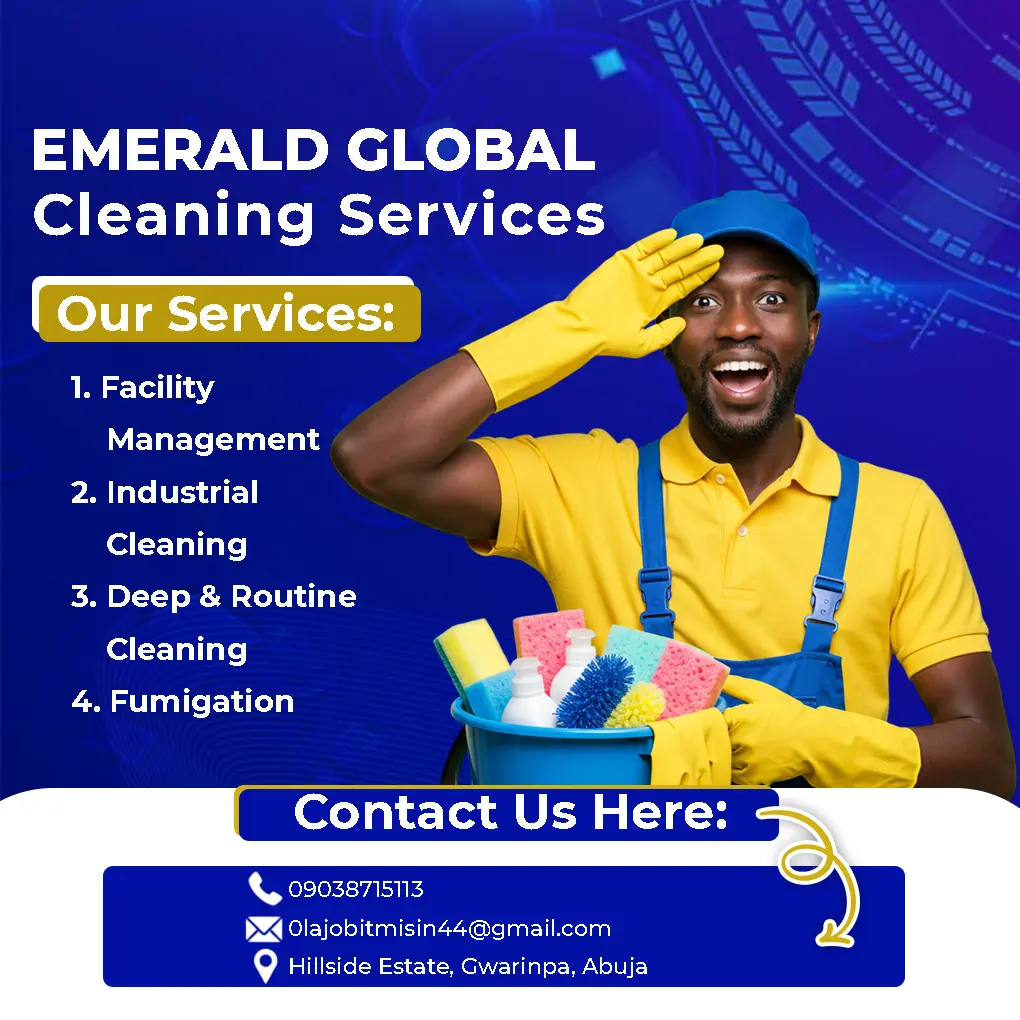 EMERALD GLOBAL
Cleaning Services
Our Services:
1. Facility
Management
2. Industrial
Cleaning
3. Deep & Routine
Cleaning
4. Fumigation
Contact Us Here:
09038715113
0lajobitmisin44@gmail.com
Hillside Estate, Gwarinpa, Abuja